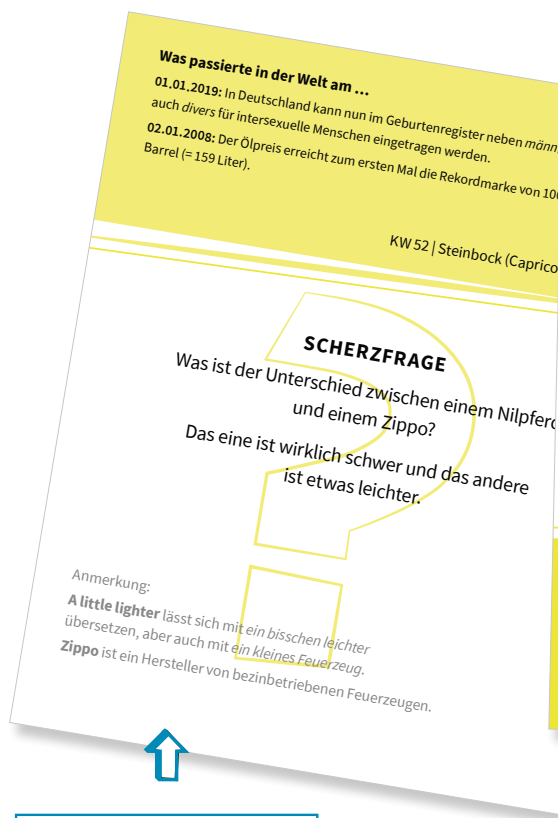 Was passierte in der Welt am ...
01.01.2019: In Deutschland kann nun im Geburtenregister neben
auch divers für intersexuelle Menschen eingetragen werden.
02.01.2008: Der Ölpreis erreicht zum ersten Mal die Rekordmarke von
Barrel (= 159 Liter).
KW 52 | Steinbock
SCHERZFRAGE
Was ist der Unterschied zwischen einem
und einem Zippo?
Das eine ist wirklich schwer und das andere
ist etwas leichter.
Anmerkung:
A little lighter lässt sich mit ein bisschen leichter
übersetzen, aber auch mit ein kleines Feuerzeug.
Zippo ist ein Hersteller von bezinbetriebenen Feuerzeugen.